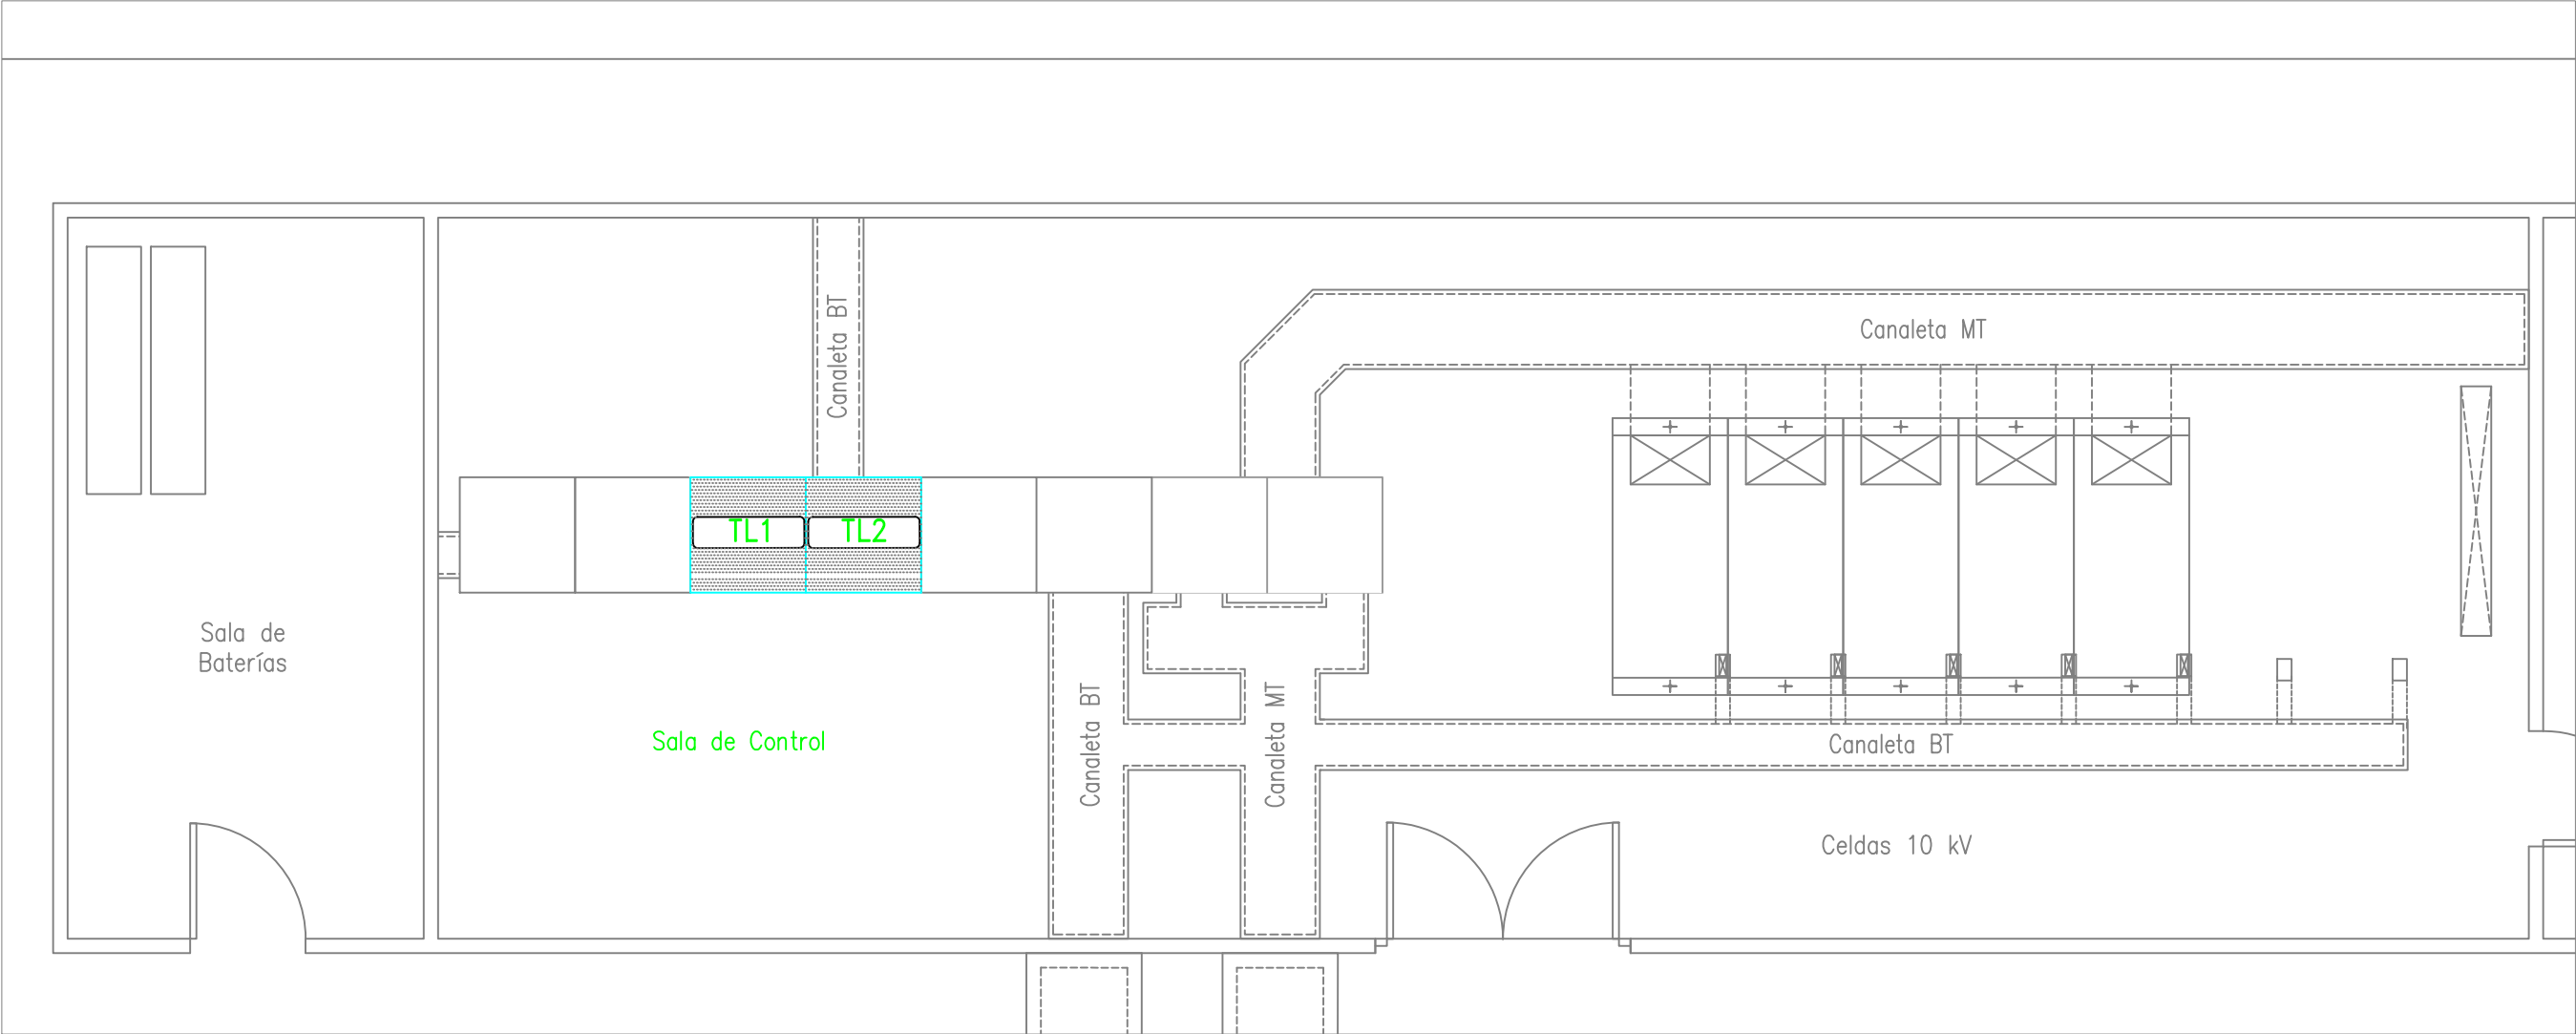 Canaleta BT
Canaleta MT
TL1
TL2
Sala de
Baterías
Sala de Control
Canaleta BT
Canaleta MT
Canaleta BT
Celdas 10 kV